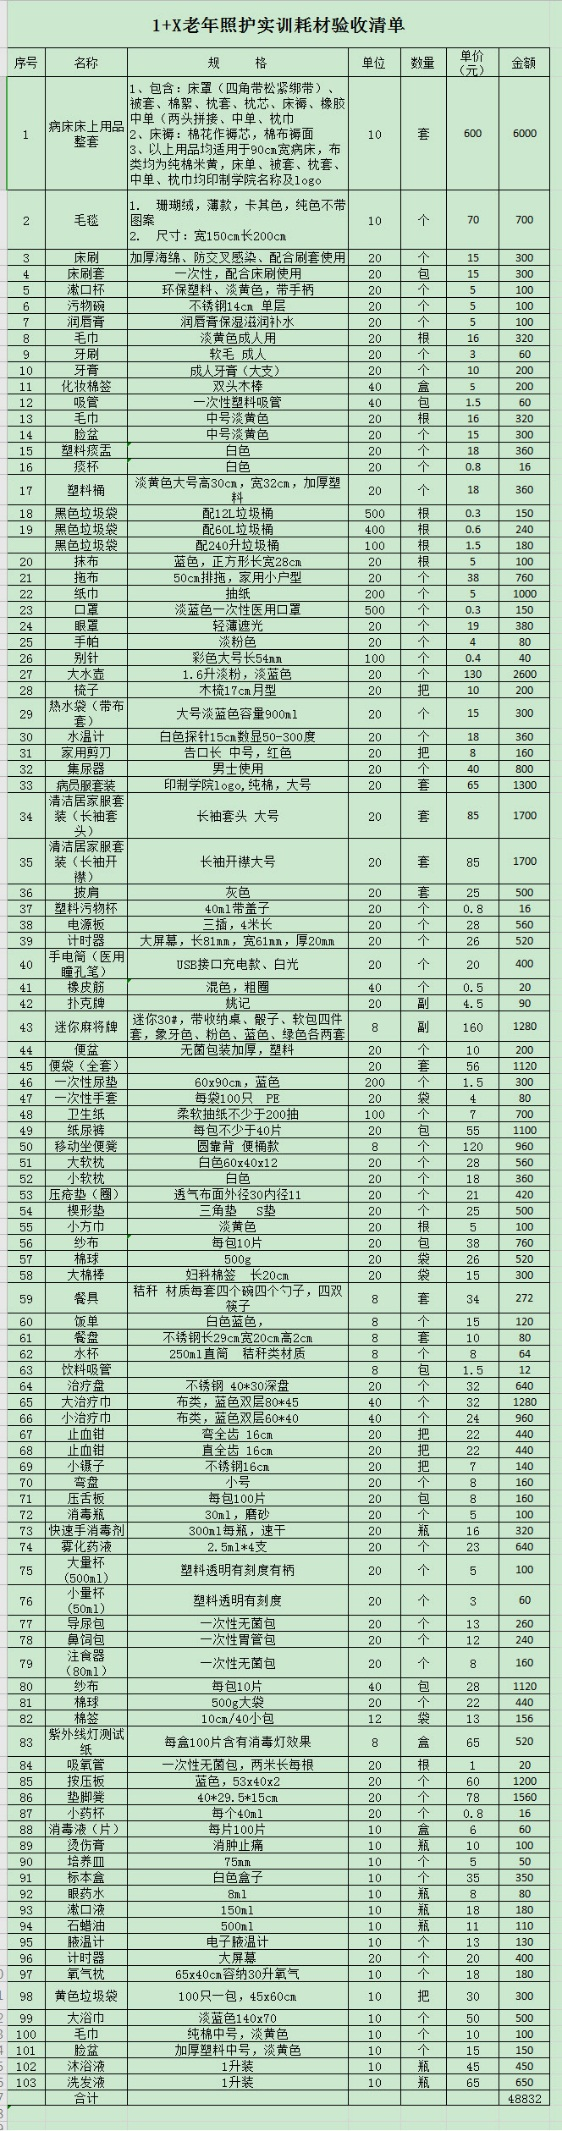 1+X老年照护实训耗材验收清单
序号 名称 规 格 单位 数量 单价（元） 金额
1 病床床上用品整套 1、包含：床罩（四角带松紧绑带）、被套、棉絮、枕套、枕芯、床褥、橡胶中单（两头拼接、中单、枕巾 2、床褥：棉花作褥芯，棉布褥面 3、以上用品均适用于90cm宽病床，布类均为纯棉米黄，床单、被套、枕套、中单、枕巾均印制学院名称及logo 10 套 600 6000
2 毛毯 1. 珊瑚绒，薄款，卡其色，纯色不带图案 2. 尺寸：宽150cm长200cm 10 个 70 700
3 床刷 加厚海绵、防交叉感染、配合刷套使用 20 个 15 300
4 床刷套 一次性，配合床刷使用 20 包 15 300
5 漱口杯 环保塑料、淡黄色，带手柄 20 个 5 100
6 污物碗 不锈钢14cm 单层 20 个 5 100
7 润唇膏 润唇膏保湿滋润补水 20 个 5 100
8 毛巾 淡黄色成人用 20 根 16 320
9 牙刷 软毛 成人 20 个 3 60
10 牙膏 成人牙膏（大支） 20 个 10 200
11 化妆棉签 双头木棒 40 盒 5 200
12 吸管 一次性塑料吸管 40 包 1.5 60
13 毛巾 中号淡黄色 20 根 16 320
14 脸盆 中号淡黄色 20 个 15 300
15 塑料痰盂 白色 20 个 18 360
16 痰杯 白色 20 个 0.8 16
17 塑料桶 淡黄色大号高30cm，宽32cm，加厚塑料 20 个 18 360
18 黑色垃圾袋 配12L垃圾桶 500 根 0.3 150
19 黑色垃圾袋 配60L垃圾桶 400 根 0.6 240
黑色垃圾袋 配240升垃圾桶 100 根 1.5 180
20 抹布 蓝色，正方形长宽28cm 20 根 5 100
21 拖布 50cm排拖，家用小户型 20 个 38 760
22 纸巾 抽纸 200 个 5 1000
23 口罩 淡蓝色一次性医用口罩 500 个 0.3 150
24 眼罩 轻薄遮光 20 个 19 380
25 手帕 淡粉色 20 个 4 80
26 别针 彩色大号长54mm 100 个 0.4 40
27 大水壶 1.6升淡粉，淡蓝色 20 个 130 2600
28 梳子 木梳17cm月型 20 把 10 200
29 热水袋（带布套） 大号淡蓝色容量900ml 20 个 15 300
30 水温计 白色探针15cm数显50-300度 20 个 18 360
31 家用剪刀 告口长 中号，红色 20 把 8 160
32 集尿器 男士使用 20 个 40 800
33 病员服套装 印制学院logo,纯棉，大号 20 套 65 1300
34 清洁居家服套装（长袖套头） 长袖套头 大号 20 套 85 1700
35 清洁居家服套装（长袖开襟） 长袖开襟大号 20 套 85 1700
36 披肩 灰色 20 套 25 500
37 塑料污物杯 40ml带盖子 20 个 0.8 16
38 电源板 三插，4米长 20 个 28 560
39 计时器 大屏幕，长81mm，宽61mm，厚20mm 20 个 26 520
40 手电筒（医用瞳孔笔） USB接口充电款、白光 20 个 20 400
41 橡皮筋 混色，粗圈 40 个 0.5 20
42 扑克牌 姚记 20 副 4.5 90
43 迷你麻将牌 迷你30#，带收纳桌、骰子、软包四件套，象牙色、粉色、蓝色、绿色各两套 8 副 160 1280
44 便盆 无菌包装加厚，塑料 20 个 10 200
45 便袋（全套） 20 套 56 1120
46 一次性尿垫 60x90cm，蓝色 200 个 1.5 300
47 一次性手套 每袋100只 PE 20 袋 4 80
48 卫生纸 柔软抽纸不少于200抽 100 个 7 700
49 纸尿裤 每包不少于40片 20 包 55 1100
50 移动坐便凳 圆靠背 便桶款 8 个 120 960
51 大软枕 白色60x40x12 20 个 28 560
52 小软枕 白色 20 个 18 360
53 压疮垫（圈） 透气布面外径30内径11 20 个 21 420
54 楔形垫 三角垫 S垫 20 个 25 500
55 小方巾 淡黄色 20 根 5 100
56 纱布 每包10片 20 包 38 760
57 棉球 500g 20 袋 26 520
58 大棉棒 妇科棉签 长20cm 20 袋 15 300
59 餐具 秸秆 材质每套四个碗四个勺子，四双筷子 8 套 34 272
60 饭单 白色蓝色， 8 个 15 120
61 餐盘 不锈钢长29cm宽20cm高2cm 8 套 10 80
62 水杯 250ml直筒 秸秆类材质 8 个 8 64
63 饮料吸管 8 包 1.5 12
64 治疗盘 不锈钢 40*30深盘 20 个 32 640
65 大治疗巾 布类，蓝色双层80*45 40 个 32 1280
66 小治疗巾 布类，蓝色双层60*40 40 个 24 960
67 止血钳 弯全齿 16cm 20 把 22 440
68 止血钳 直全齿 16cm 20 把 22 440
69 小镊子 不锈钢16cm 20 把 7 140
70 弯盘 小号 20 个 8 160
71 压舌板 每包100片 20 包 8 160
72 消毒瓶 30ml，磨砂 20 个 5 100
73 快速手消毒剂 300ml每瓶，速干 20 瓶 16 320
74 雾化药液 2.5ml*4支 20 个 23 640
75 大量杯（500ml） 塑料透明有刻度有柄 20 个 5 100
76 小量杯（50ml） 塑料透明有刻度 20 个 3 60
77 导尿包 一次性无菌包 20 个 13 260
78 鼻饲包 一次性胃管包 20 个 12 240
79 注食器（80ml） 一次性无菌包 20 个 8 160
80 纱布 每包10片 40 包 28 1120
81 棉球 500g大袋 20 个 22 440
82 棉签 10cm/40小包 12 袋 13 156
83 紫外线灯测试纸 每盒100片含有消毒灯效果 8 盒 65 520
84 吸氧管 一次性无菌包，两米长每根 20 根 1 20
85 按压板 蓝色，53x40x2 20 个 60 1200
86 垫脚凳 40*29.5*15cm 20 个 78 1560
87 小药杯 每个40ml 20 个 0.8 16
88 消毒液（片） 每片100片 10 盒 6 60
89 烫伤膏 消肿止痛 10 瓶 10 100
90 培养皿 75mm 10 个 5 50
91 标本盒 白色盒子 10 个 35 350
92 眼药水 8ml 10 瓶 8 80
93 漱口液 150ml 10 瓶 18 180
94 石蜡油 500ml 10 瓶 11 110
95 腋温计 电子腋温计 10 个 13 130
96 计时器 大屏幕 20 个 20 400
97 氧气枕 65x40cm容纳30升氧气 10 个 18 180
98 黄色垃圾袋 100只一包，45x60cm 10 把 30 300
99 大浴巾 淡蓝色140x70 10 个 50 500
100 毛巾 纯棉中号，淡黄色 10 个 10 100
101 脸盆 加厚塑料中号，淡黄色 10 个 15 150
102 沐浴液 1升装 10 瓶 45 450
103 洗发液 1升装 10 瓶 65 650
合计 48832